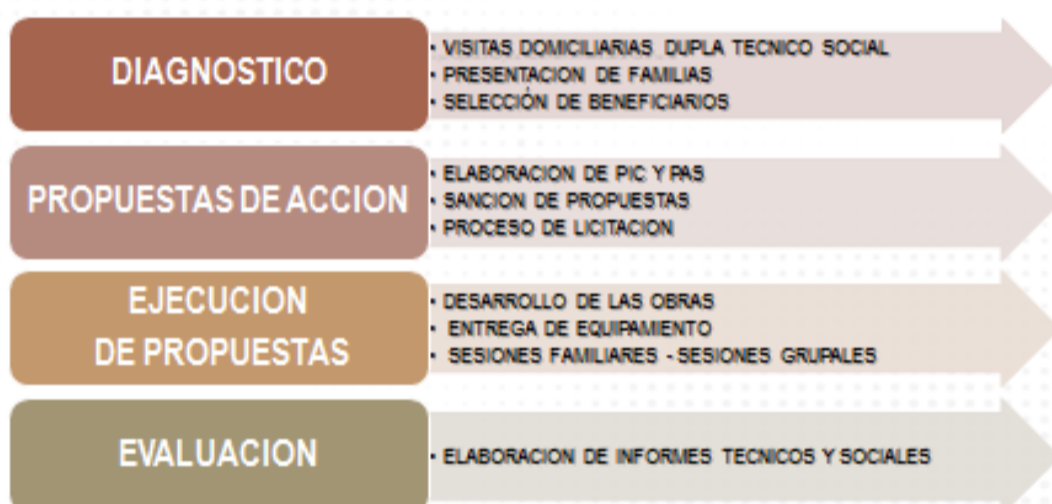 DIAGNOSTICO
• VISITAS DOMICILIARIAS DUPLA TECNICO SOCIAL
• PRESENTACION DE FAMILIAS
• SELECCIÓN DE BENEFICIARIOS
PROPUESTAS DE ACCION
• ELABORACION DE PIC Y PAS
• SANCION DE PROPUESTAS
• PROCESO DE LICITACION
EJECUCION
DE PROPUESTAS
• DESARROLLO DE LAS OBRAS
• ENTREGA DE EQUIPAMIENTO
• SESIONES FAMILIARES - SESIONES GRUPALES
EVALUACION
• ELABORACION DE INFORMES TECNICOS Y SOCIALES